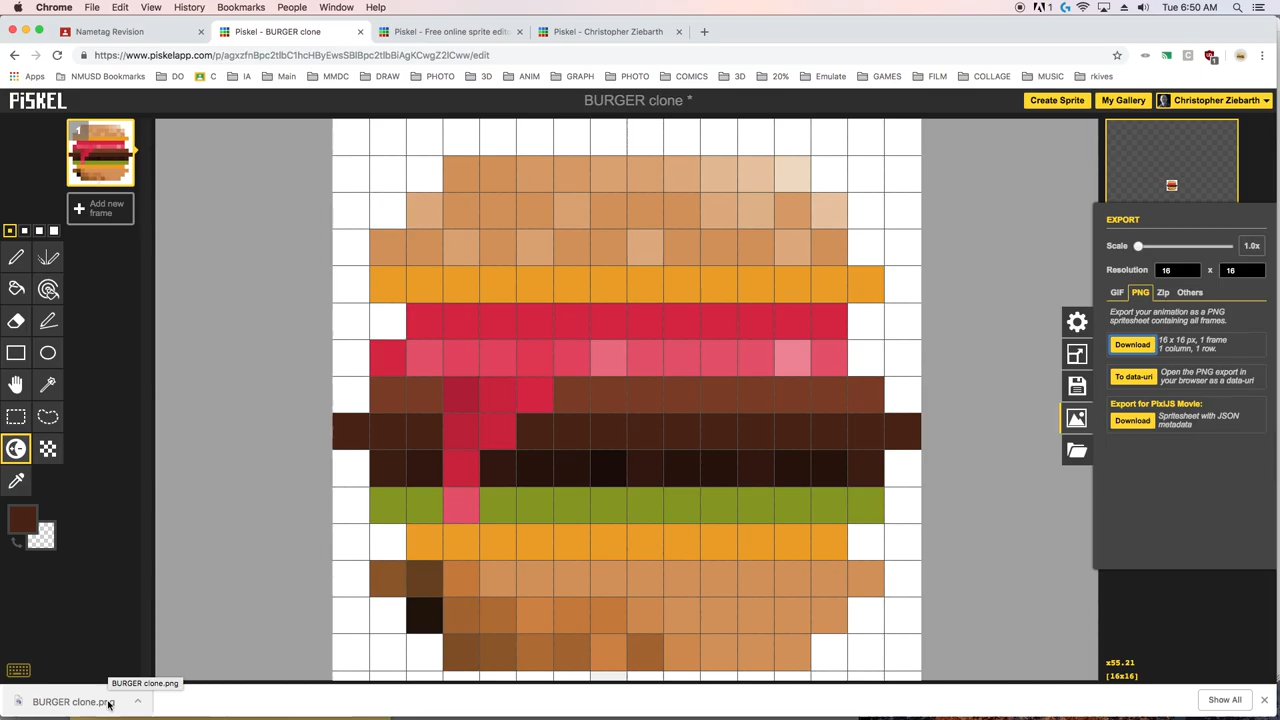 Chrome File Edit View History Bookmarks People Window Help 1 Tue 6:50 AM
Nametag Revision Piskel - BURGER clone Piskel - Free online sprite edit Piskel - Christopher Ziebarth
https://www.piskelapp.com/p/agxzfnBpc2tlbC1hcHByEwsSBlBpc2tlbBiAgKCwgZ2lCww/edit
Apps NMUSD Bookmarks DO C IA Main MMDC DRAW PHOTO 3D ANIM GRAPH PHOTO COMICS 3D 20% Emulate GAMES FILM COLLAGE MUSIC rkives
PiSKEL BURGER clone * Create Sprite My Gallery Christopher Ziebarth
1
Add new
frame
EXPORT
Scale 1.0x
Resolution 16 x 16
GIF PNG Zip Others
Export your animation as a PNG
spritesheet containing all frames.
Download 16 x 16 px, 1 frame
1 column, 1 row.
To data-uri Open the PNG export in
your browser as a data-uri
Export for PixiJS Movie:
Download Spritesheet with JSON
metadata
x55.21
[16x16]
BURGER clone.png
BURGER clone.png Show All